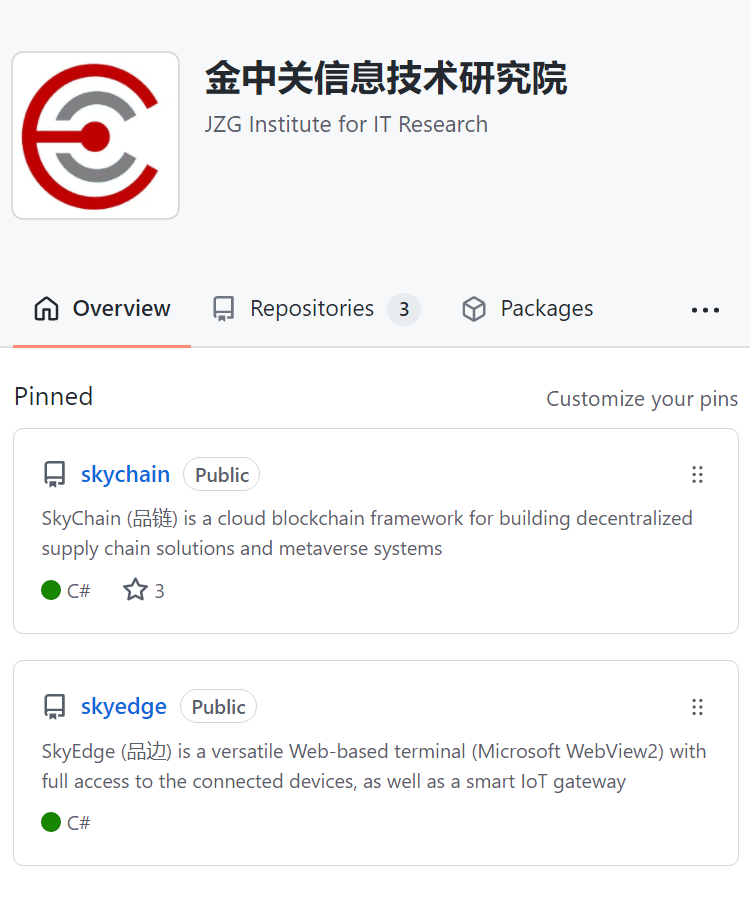 金中关信息技术研究院
JZG Institute for IT Research
Overview
Repositories 3
Packages
Pinned
Customize your pins
skychain Public
SkyChain (品链) is a cloud blockchain framework for building decentralized
supply chain solutions and metaverse systems
C# 3
skyedge Public
SkyEdge (品边) is a versatile Web-based terminal (Microsoft WebView2) with
full access to the connected devices, as well as a smart IoT gateway
C#